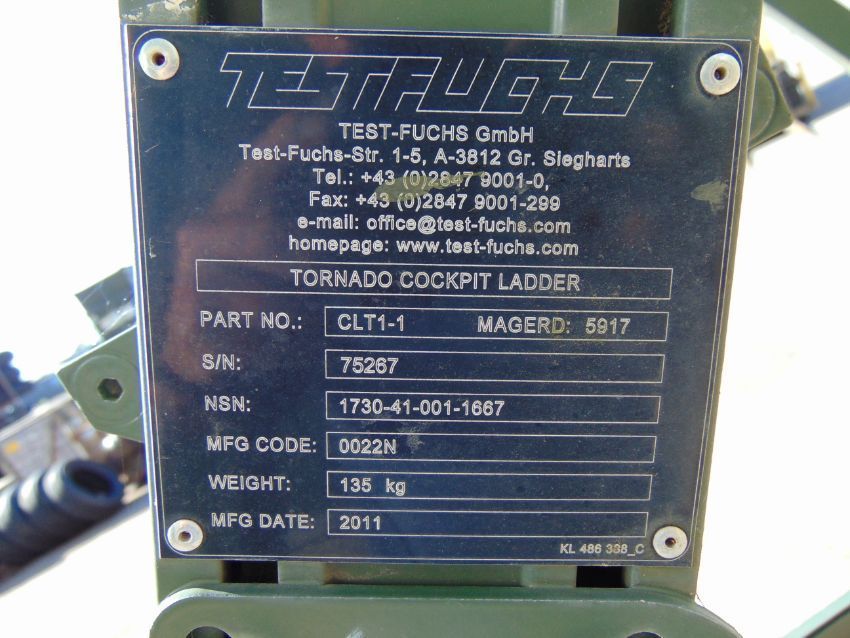 TESTFUCHS
TEST-FUCHS GmbH
Test-Fuchs-Str. 1-5, A-3812 Gr. Siegharts
Tel.: +43 (0)2847 9001-0,
Fax: +43 (0)2847 9001-299
e-mail: office@test-fuchs.com
homepage: www.test-fuchs.com
TORNADO COCKPIT LADDER
PART NO.: CLT1-1 MAGERD: 5917
S/N: 75267
NSN: 1730-41-001-1667
MFG CODE: 0022N
WEIGHT: 135 kg
MFG DATE: 2011
KL 486 388_C